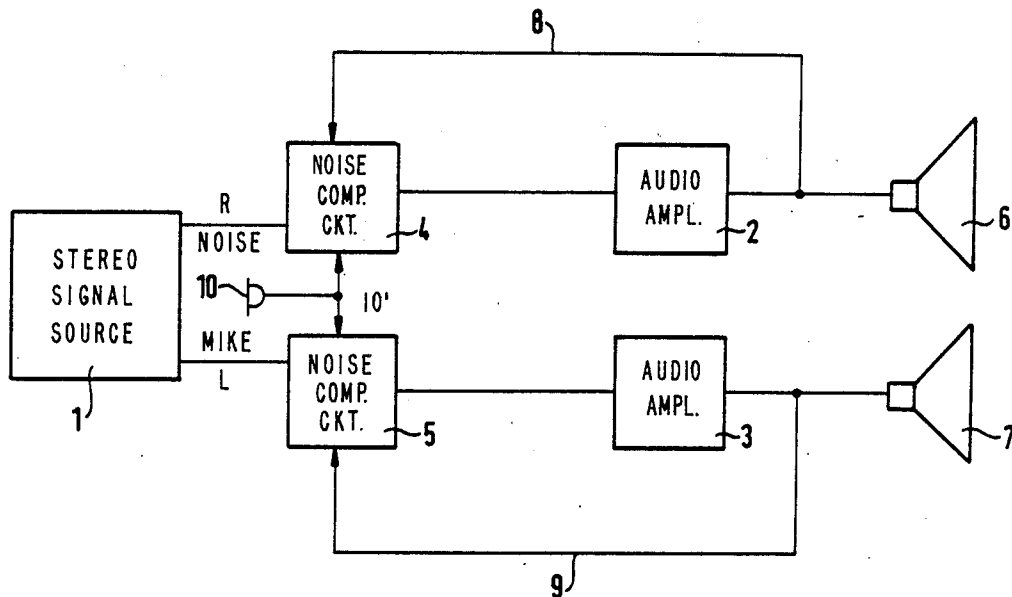 8
NOISE
COMP.
CKT.
4
AUDIO
AMPL.
2
6
R
NOISE
STEREO
SIGNAL
SOURCE
1
10
10'
MIKE
L
NOISE
COMP.
CKT.
5
AUDIO
AMPL.
3
7
9